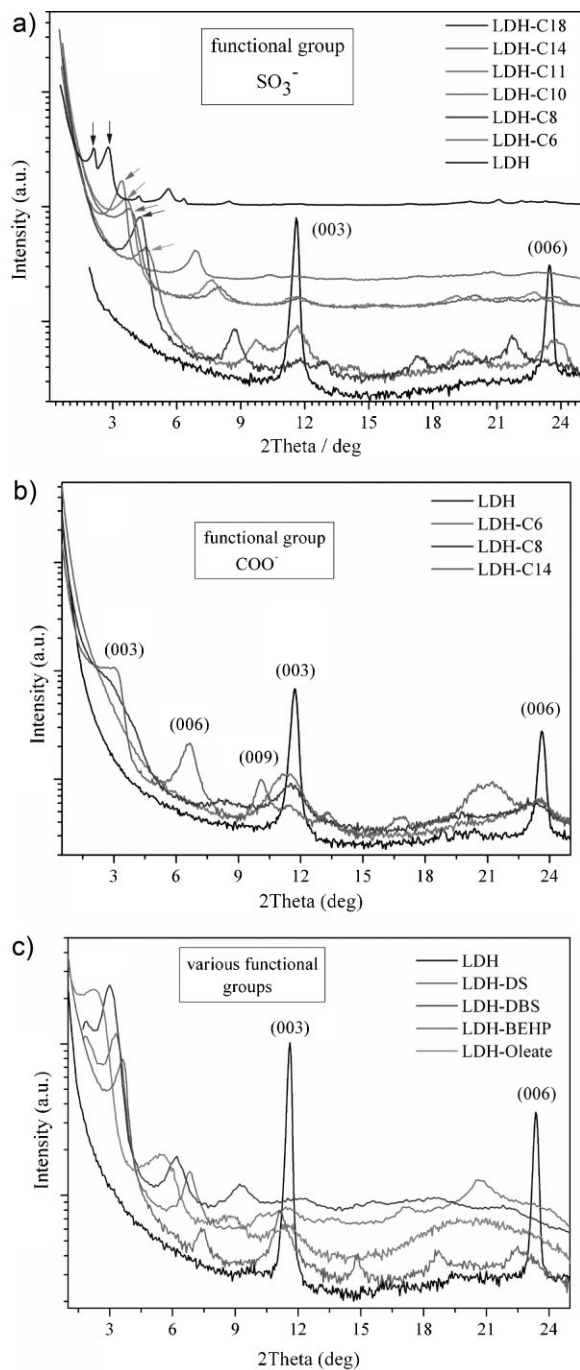 a)
functional group
SO3-
LDH-C18
LDH-C14
LDH-C11
LDH-C10
LDH-C8
LDH-C6
LDH
(003)
(006)
Intensity (a.u.)
3 6 9 12 15 18 21 24
2Theta / deg
b)
functional group
COO-
LDH
LDH-C6
LDH-C8
LDH-C14
(003)
(003)
(006)
(006)
(009)
Intensity (a.u.)
3 6 9 12 15 18 21 24
2Theta (deg)
c)
various functional
groups
LDH
LDH-DS
LDH-DBS
LDH-BEHP
LDH-Oleate
(003)
(006)
Intensity (a.u.)
3 6 9 12 15 18 21 24
2Theta (deg)